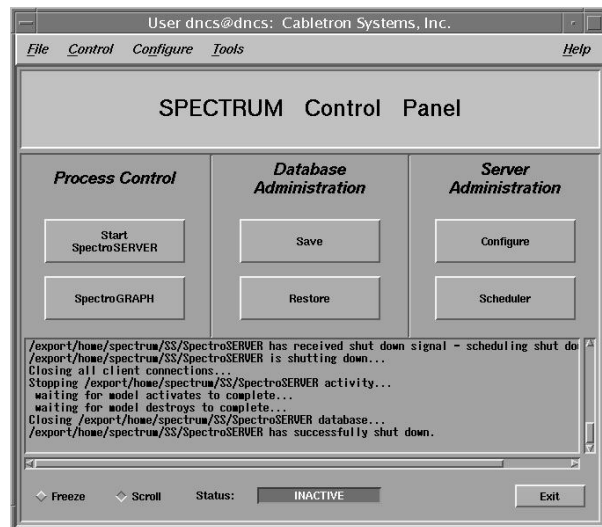 User dncs@dncs: Cabletron Systems, Inc.
File Control Configure Tools Help
SPECTRUM Control Panel
Process Control
Start
SpectroSERVER
SpectroGRAPH
Database
Administration
Save
Restore
Server
Administration
Configure
Scheduler
/export/home/spectrum/SS/SpectroSERVER has received shut down signal - scheduling shut do
/export/home/spectrum/SS/SpectroSERVER is shutting down...
Closing all client connections...
Stopping /export/home/spectrum/SS/SpectroSERVER activity...
waiting for model activates to complete...
waiting for model destroys to complete...
Closing /export/home/spectrum/SS/SpectroSERVER database...
/export/home/spectrum/SS/SpectroSERVER has successfully shut down.
Freeze Scroll Status: INACTIVE Exit